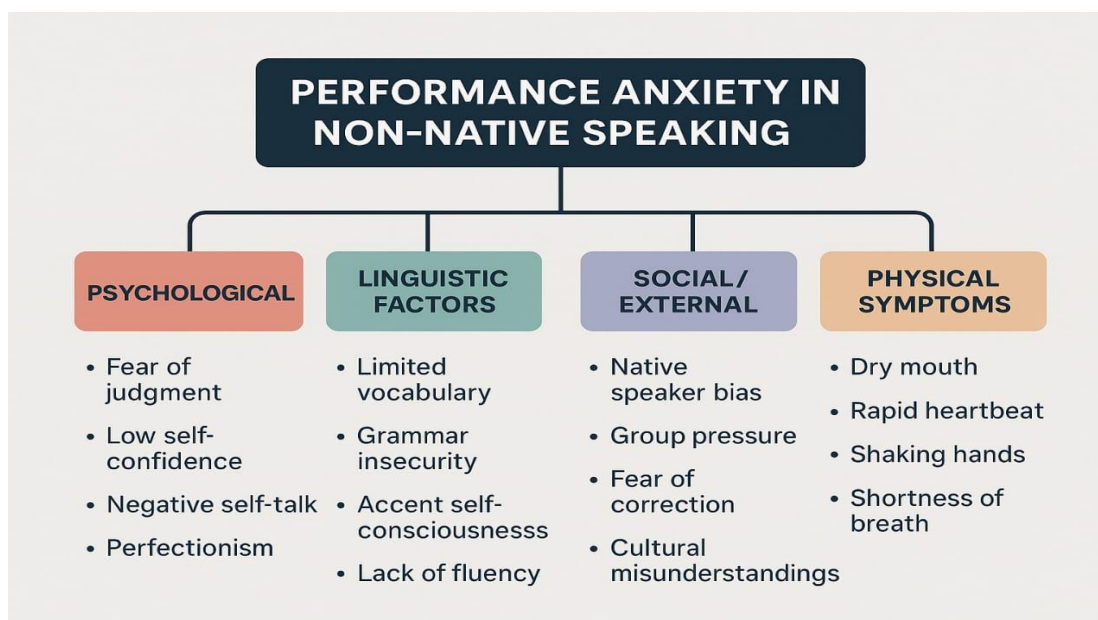 PERFORMANCE ANXIETY IN
NON-NATIVE SPEAKING
PSYCHOLOGICAL
• Fear of
judgment
• Low self-
confidence
• Negative self-talk
• Perfectionism
LINGUISTIC
FACTORS
• Limited
vocabulary
• Grammar
insecurity
• Accent self-
consciousnesss
• Lack of fluency
SOCIAL/
EXTERNAL
• Native
speaker bias
• Group pressure
• Fear of
correction
• Cultural
misunderstandings
PHYSICAL
SYMPTOMS
• Dry mouth
• Rapid heartbeat
• Shaking hands
• Shortness of
breath